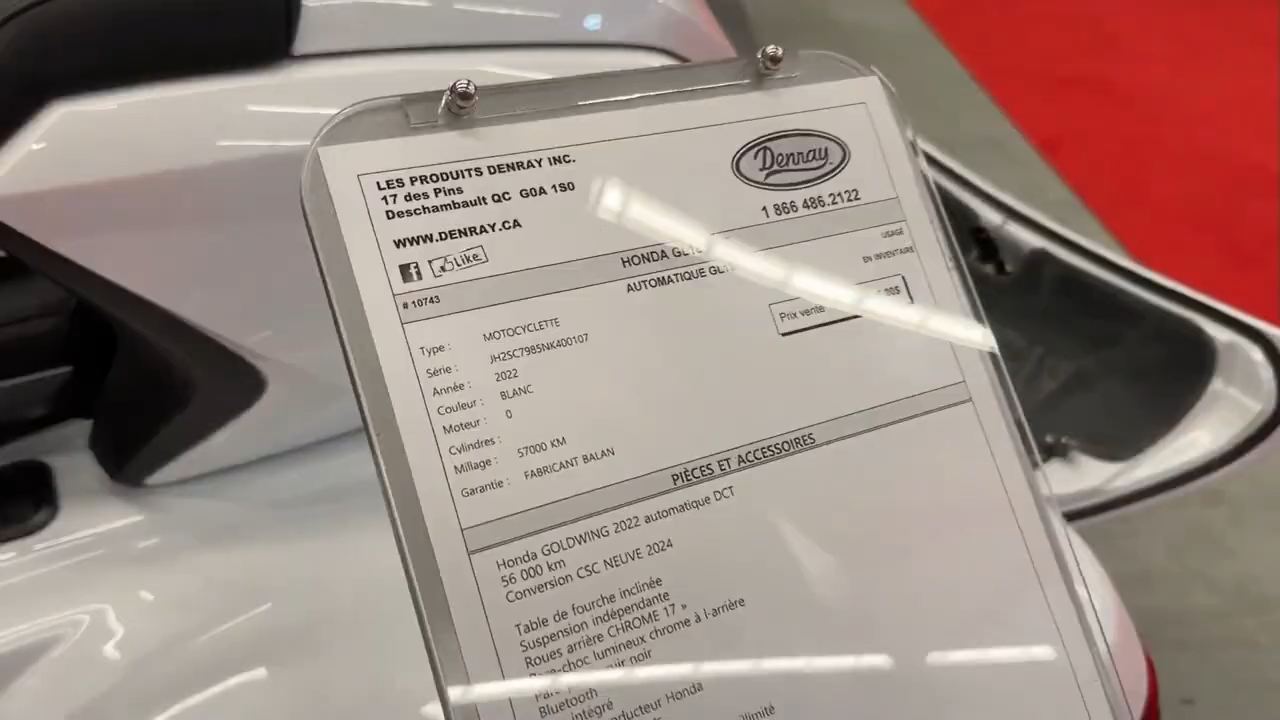 LES PRODUITS DENRAY INC.
17 des Pins
Deschambault QC G0A 1S0
WWW.DENRAY.CA
Like
Denray
1 866 486.2122
HONDA
USAGÉ
#10743
AUTOMATIQUE
EN INVENTAIRE
Prix vente
Type : MOTOCYCLETTE
Série : JH2SC7985NK400107
Année : 2022
Couleur : BLANC
Moteur : 0
Cylindres :
Millage : 57000 KM
Garantie : FABRICANT BALAN
PIÈCES ET ACCESSOIRES
Honda GOLDWING 2022 automatique DCT
56 000 km
Conversion CSC NEUVE 2024
Table de fourche inclinée
Suspension indépendante
Roues arrière CHROME 17 »
lumineux chrome à l-arrière
noir
Bluetooth
Honda